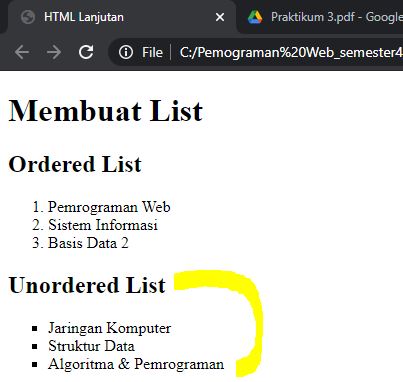 HTML Lanjutan
Praktikum 3.pdf - Google
File
C:/Pemograman%20Web_semester4
Membuat List
Ordered List
1. Pemrograman Web
2. Sistem Informasi
3. Basis Data 2
Unordered List
▪ Jaringan Komputer
▪ Struktur Data
▪ Algoritma & Pemrograman